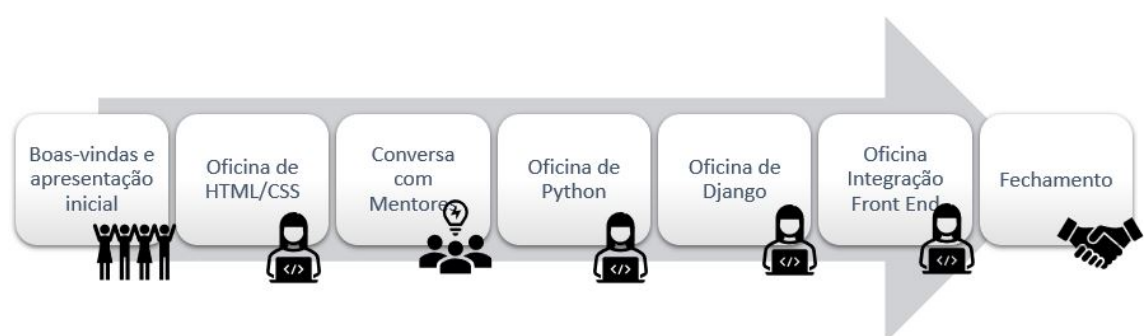 Boas-vindas e
apresentação
inicial
Oficina de
HTML/CSS
Conversa
com
Mentores
Oficina de
Python
Oficina de
Django
Oficina
Integração
Front End
Fechamento